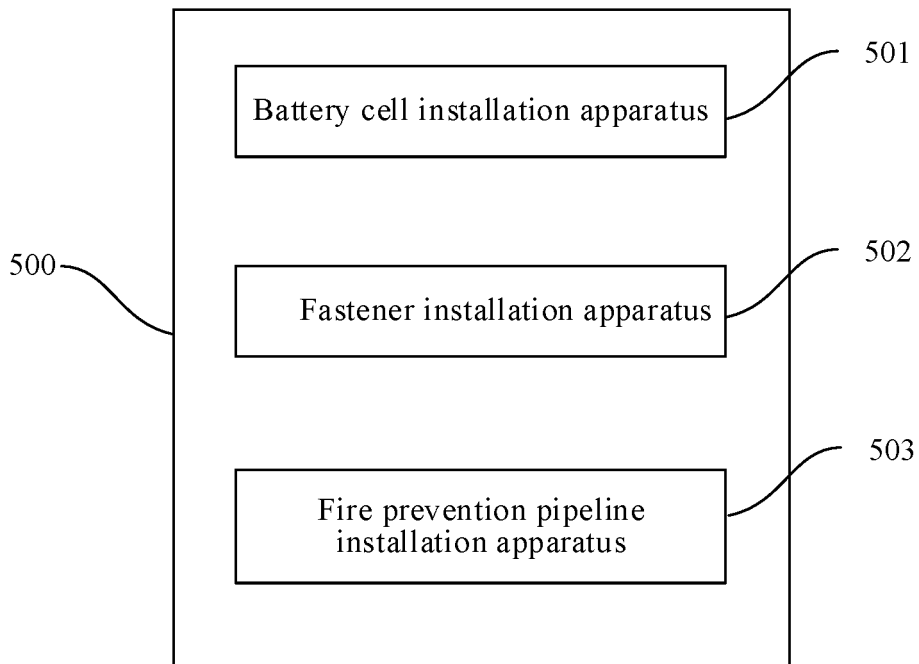 501
Battery cell installation apparatus
502
500
Fastener installation apparatus
503
Fire prevention pipeline
installation apparatus